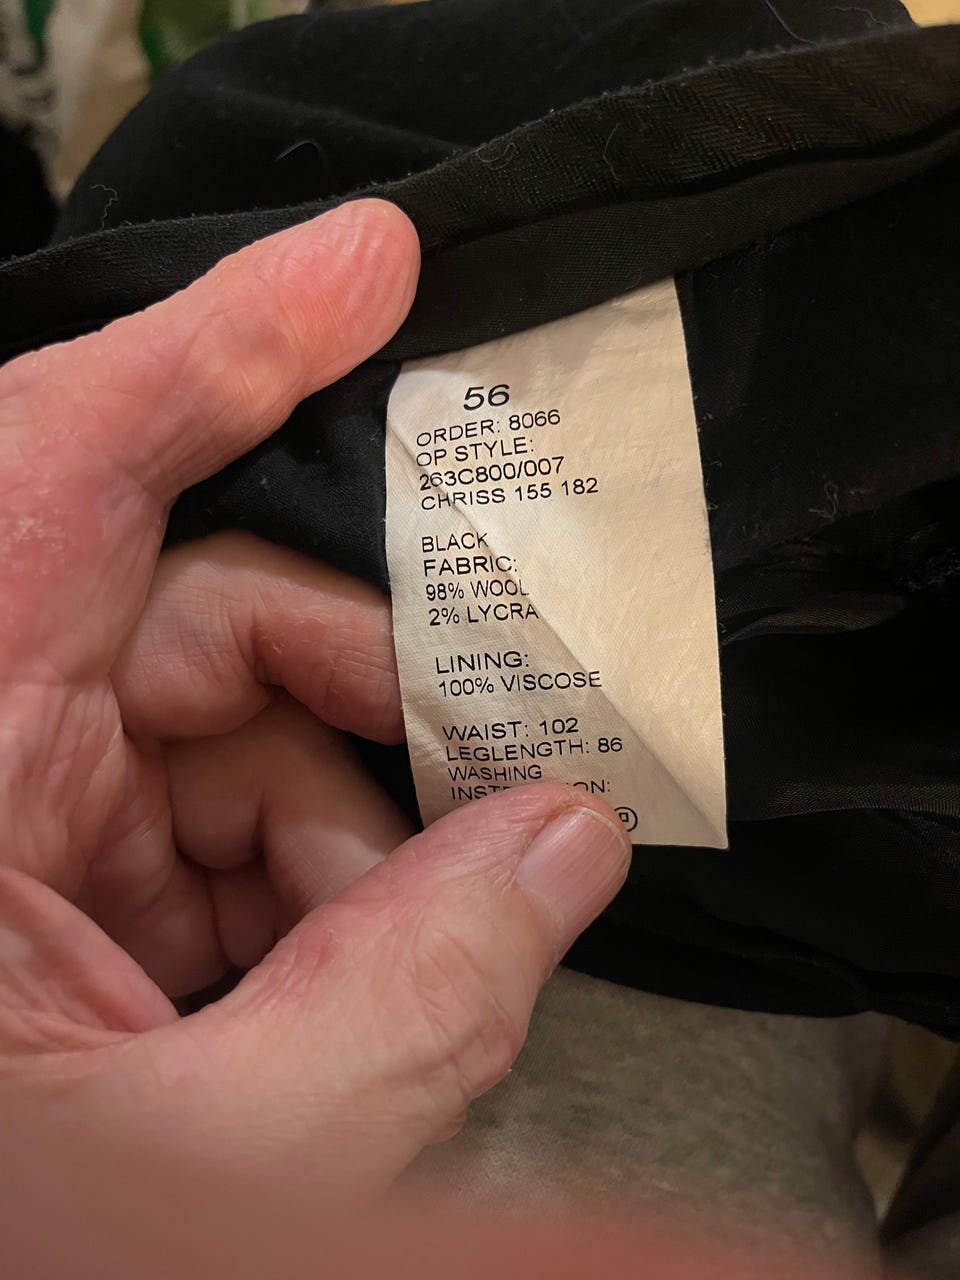 56
ORDER: 8066
OP STYLE:
263C800/007
CHRISS 155 182
BLACK
FABRIC:
98% WOOL
2% LYCRA
LINING:
100% VISCOSE
WAIST: 102
LEGLENGTH: 86
WASHING